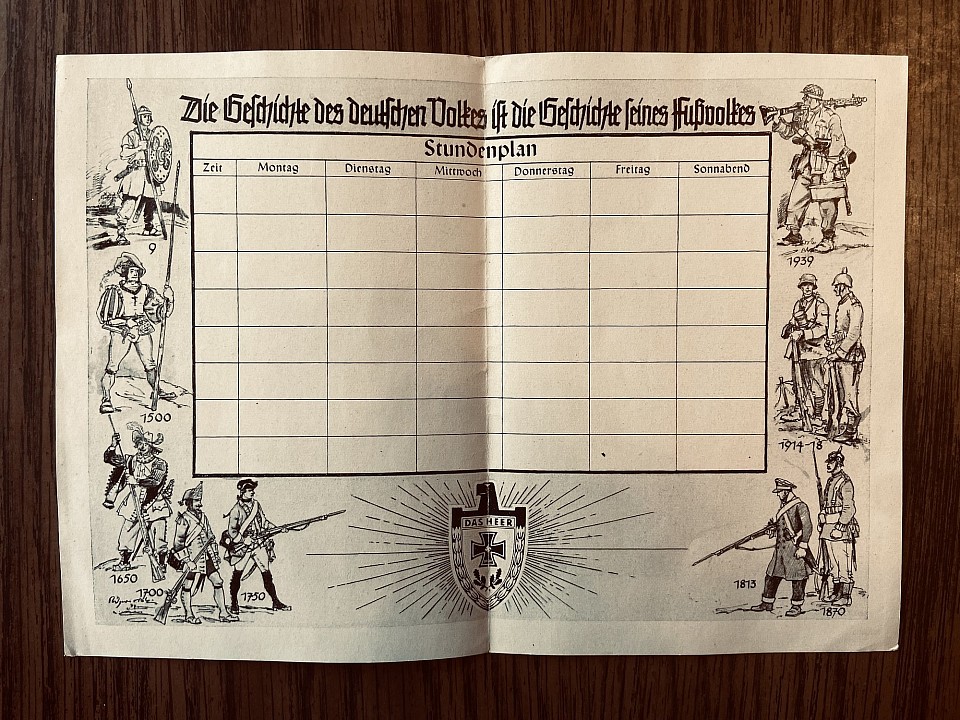 Die Geschichte des deutschen Volkes ist die Geschichte seines Fußvolkes
Stundenplan
Zeit Montag Dienstag Mittwoch Donnerstag Freitag Sonnabend
9
1500
1650
1700
1750
DAS HEER
1939
1914-18
1813
1870